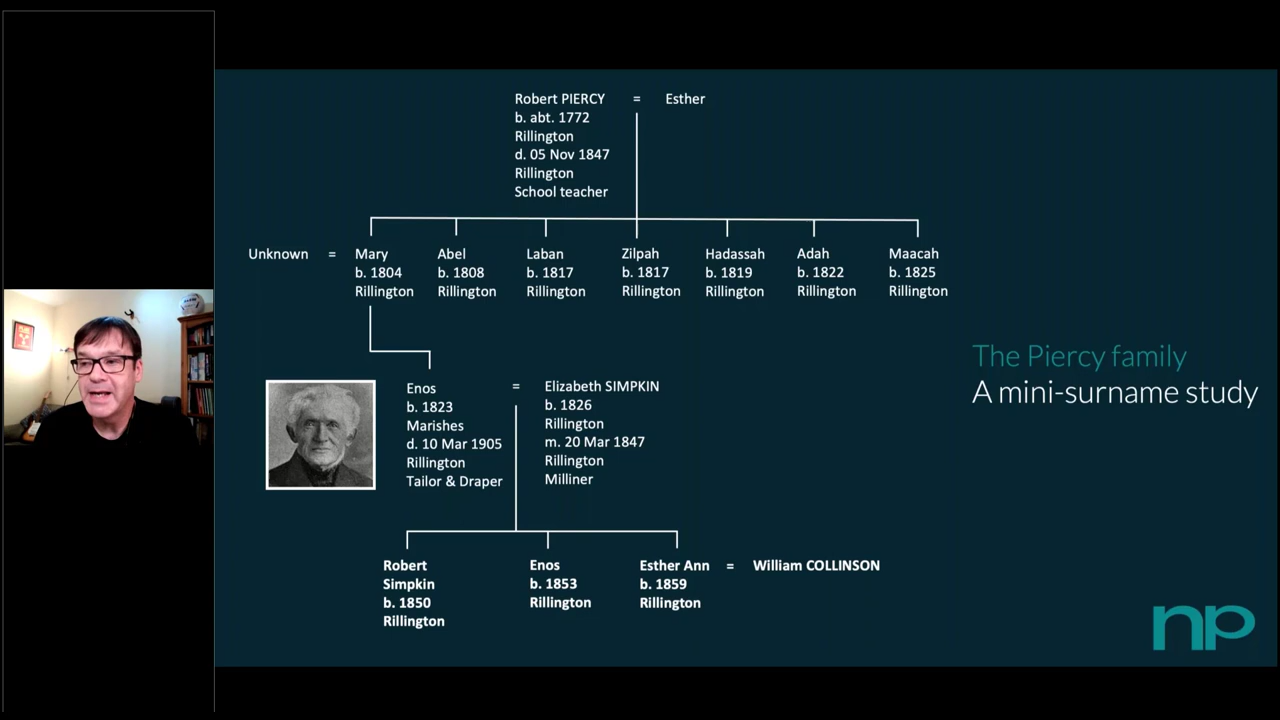 Robert PIERCY = Esther
b. abt. 1772
Rillington
d. 05 Nov 1847
Rillington
School teacher
Unknown = Mary
b. 1804
Rillington
Abel
b. 1808
Rillington
Laban
b. 1817
Rillington
Zilpah
b. 1817
Rillington
Hadassah
b. 1819
Rillington
Adah
b. 1822
Rillington
Maacah
b. 1825
Rillington
The Piercy family
A mini-surname study
Enos
b. 1823
Marishes
d. 10 Mar 1905
Rillington
Tailor & Draper
=
Elizabeth SIMPKIN
b. 1826
Rillington
m. 20 Mar 1847
Rillington
Milliner
Robert
Simpkin
b. 1850
Rillington
Enos
b. 1853
Rillington
Esther Ann = William COLLINSON
b. 1859
Rillington
np